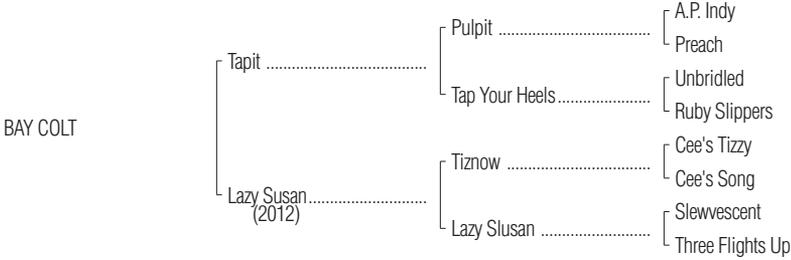 A.P. Indy
Pulpit ......................................
Preach
Tapit ........................................
Unbridled
Tap Your Heels.......................
Ruby Slippers
BAY COLT
Cee's Tizzy
Tiznow ....................................
Cee's Song
Lazy Susan..............................
(2012)
Slewvescent
Lazy Slusan ...........................
Three Flights Up